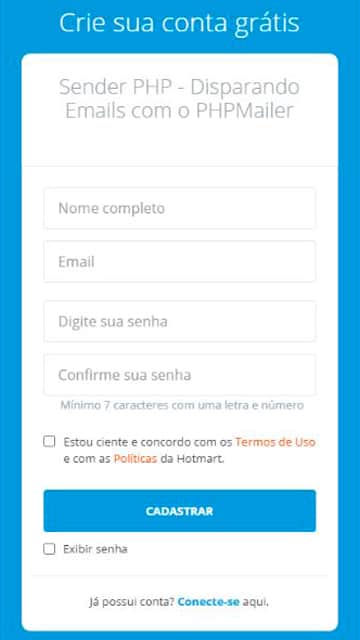 Crie sua conta grátis
Sender PHP - Disparando
Emails com o PHPMailer
Nome completo
Email
Digite sua senha
Confirme sua senha
Mínimo 7 caracteres com uma letra e número
Estou ciente e concordo com os Termos de Uso
e com as Políticas da Hotmart.
CADASTRAR
Exibir senha
Já possui conta? Conecte-se aqui.